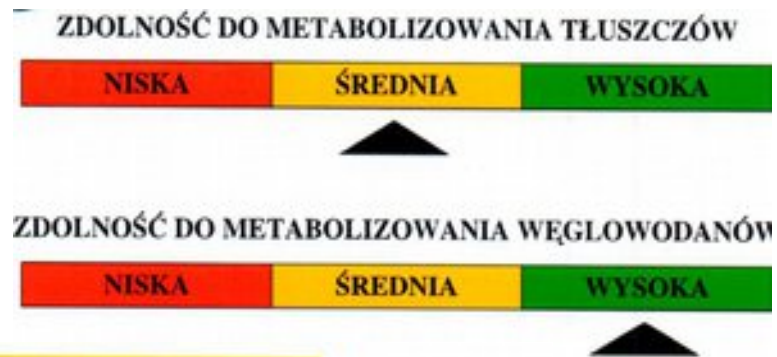 ZDOLNOŚĆ DO METABOLIZOWANIA TŁUSZCZÓW
NISKA ŚREDNIA WYSOKA
ZDOLNOŚĆ DO METABOLIZOWANIA WĘGLOWODANÓW
NISKA ŚREDNIA WYSOKA